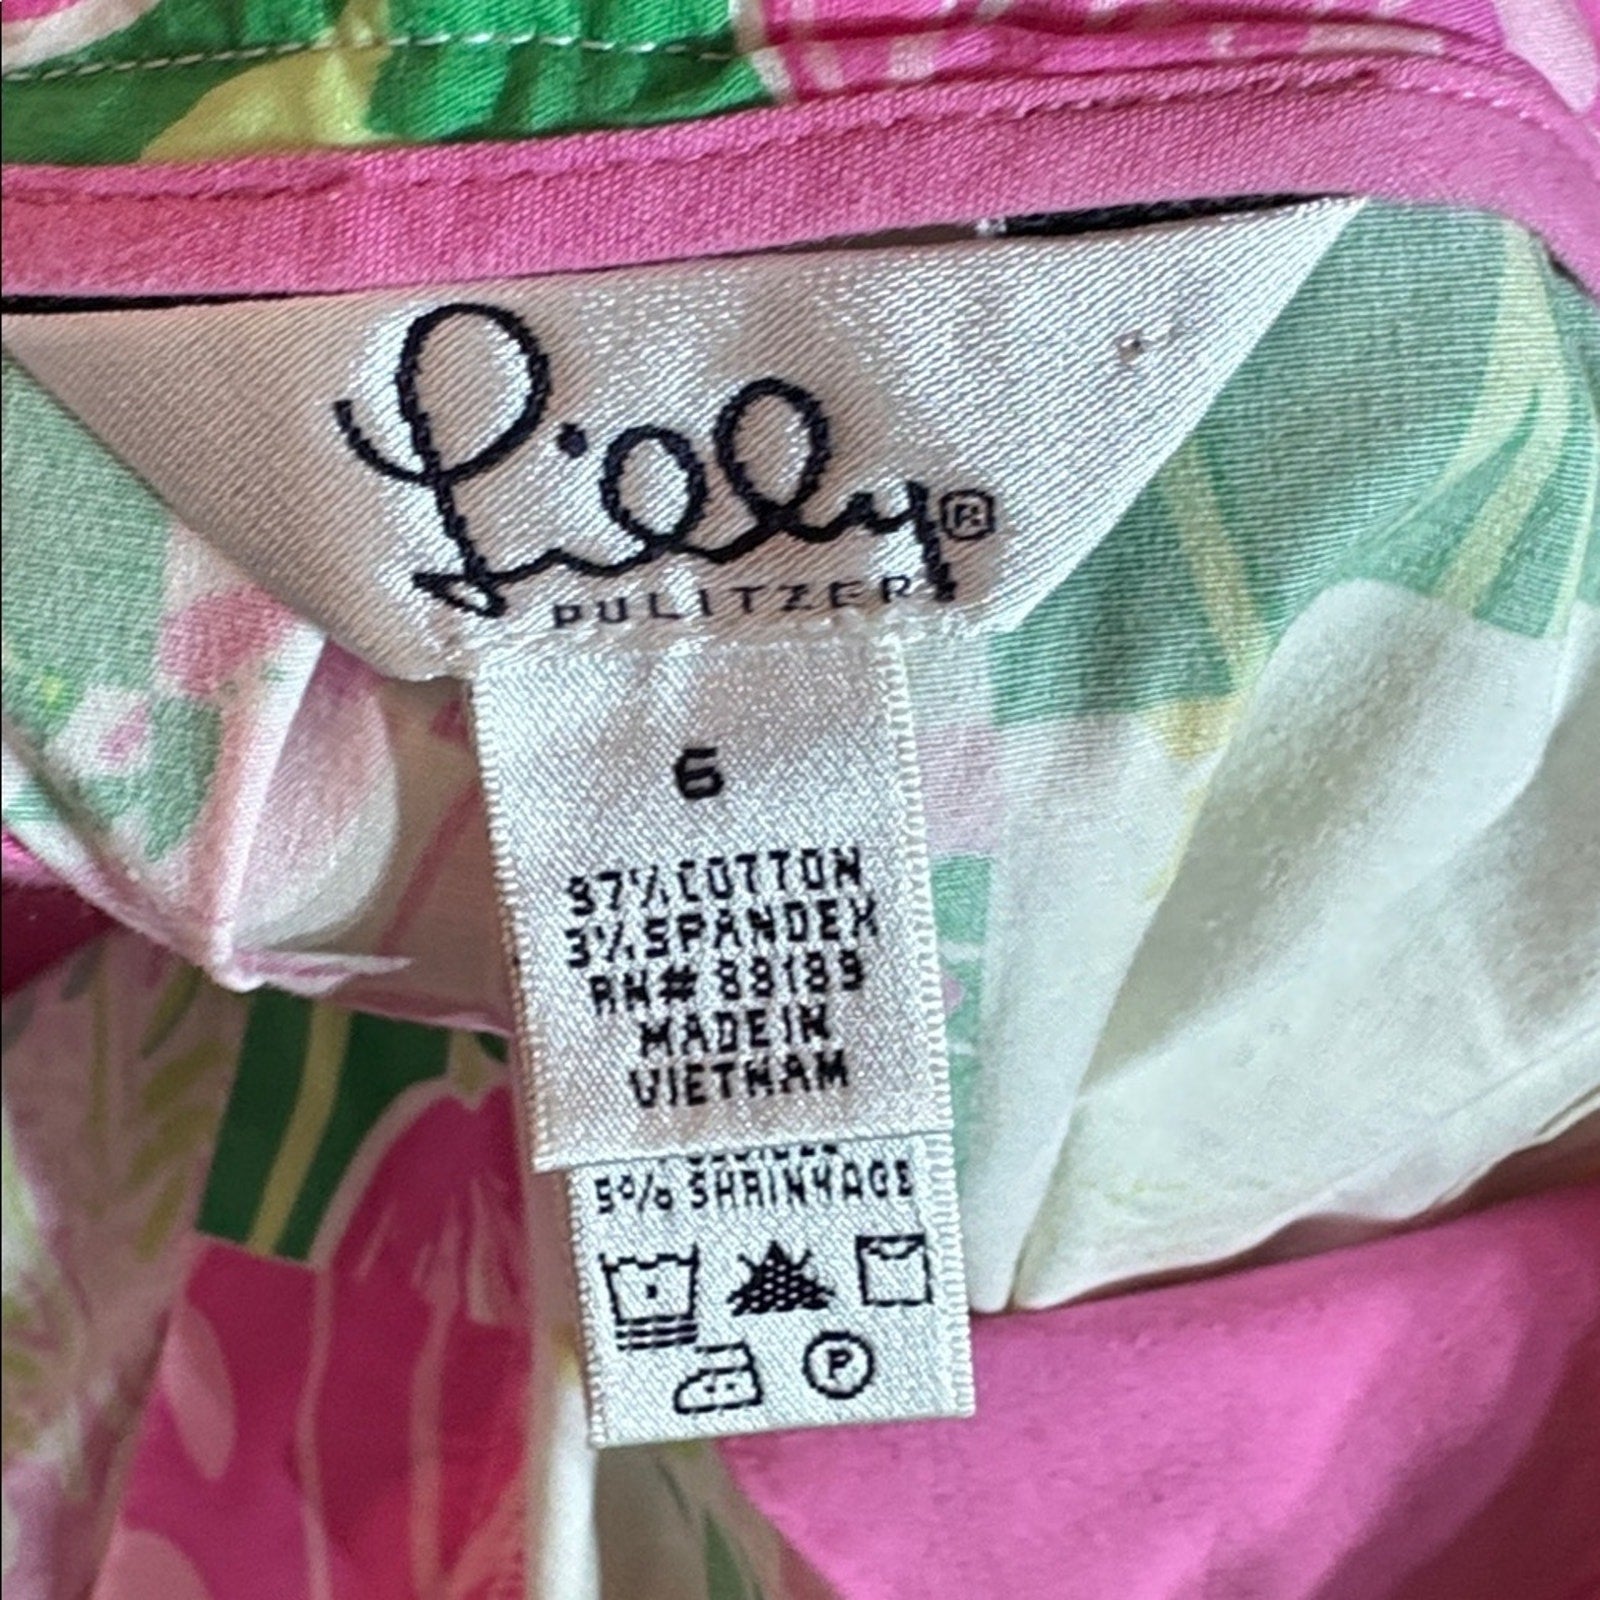 Lilly®
PULITZER
6
97% COTTON
3% SPANDEX
RN# 88189
MADE IN
VIETNAM
5% SHRINKAGE
P